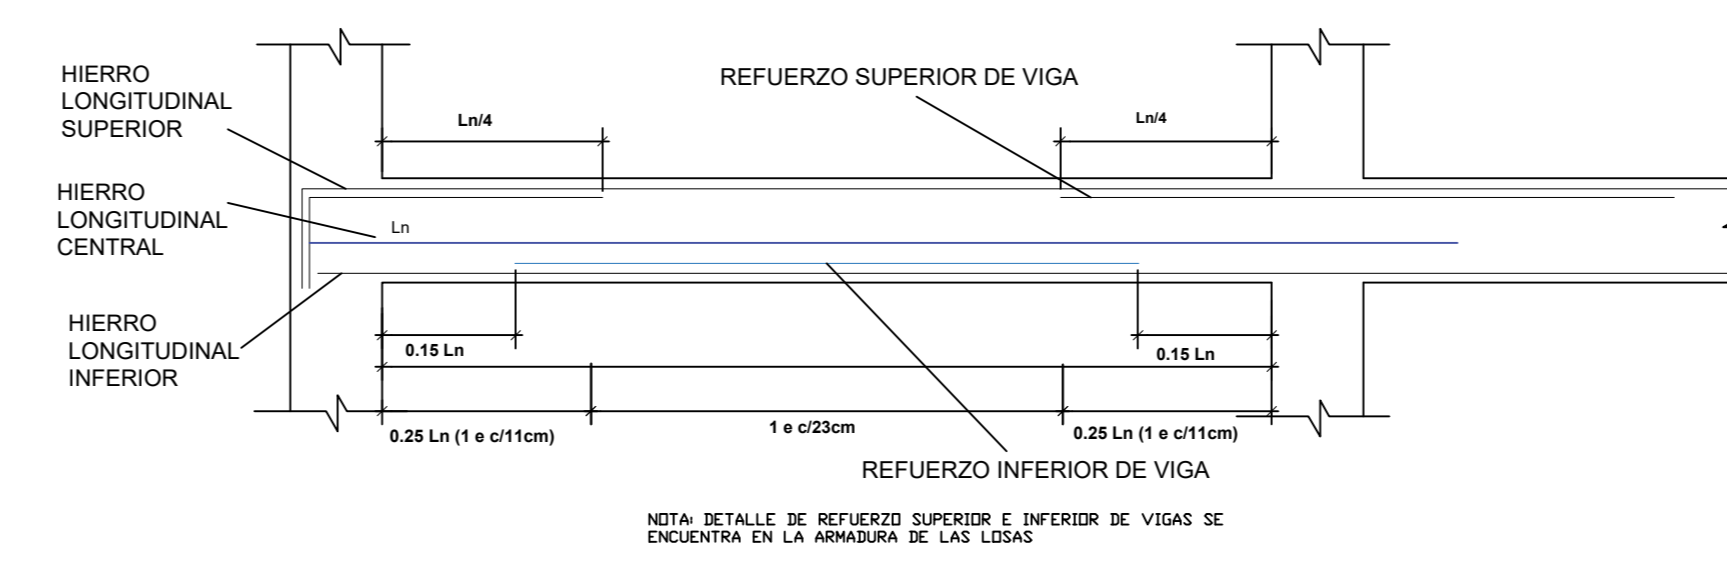 HIERRO
LONGITUDINAL
SUPERIOR
REFUERZO SUPERIOR DE VIGA
Ln/4
Ln/4
HIERRO
LONGITUDINAL
CENTRAL
Ln
HIERRO
LONGITUDINAL
INFERIOR
0.15 Ln
0.15 Ln
0.25 Ln (1 e c/11cm)
1 e c/23cm
0.25 Ln (1 e c/11cm)
REFUERZO INFERIOR DE VIGA
NOTA: DETALLE DE REFUERZO SUPERIOR E INFERIOR DE VIGAS SE
ENCUENTRA EN LA ARMADURA DE LAS LOSAS